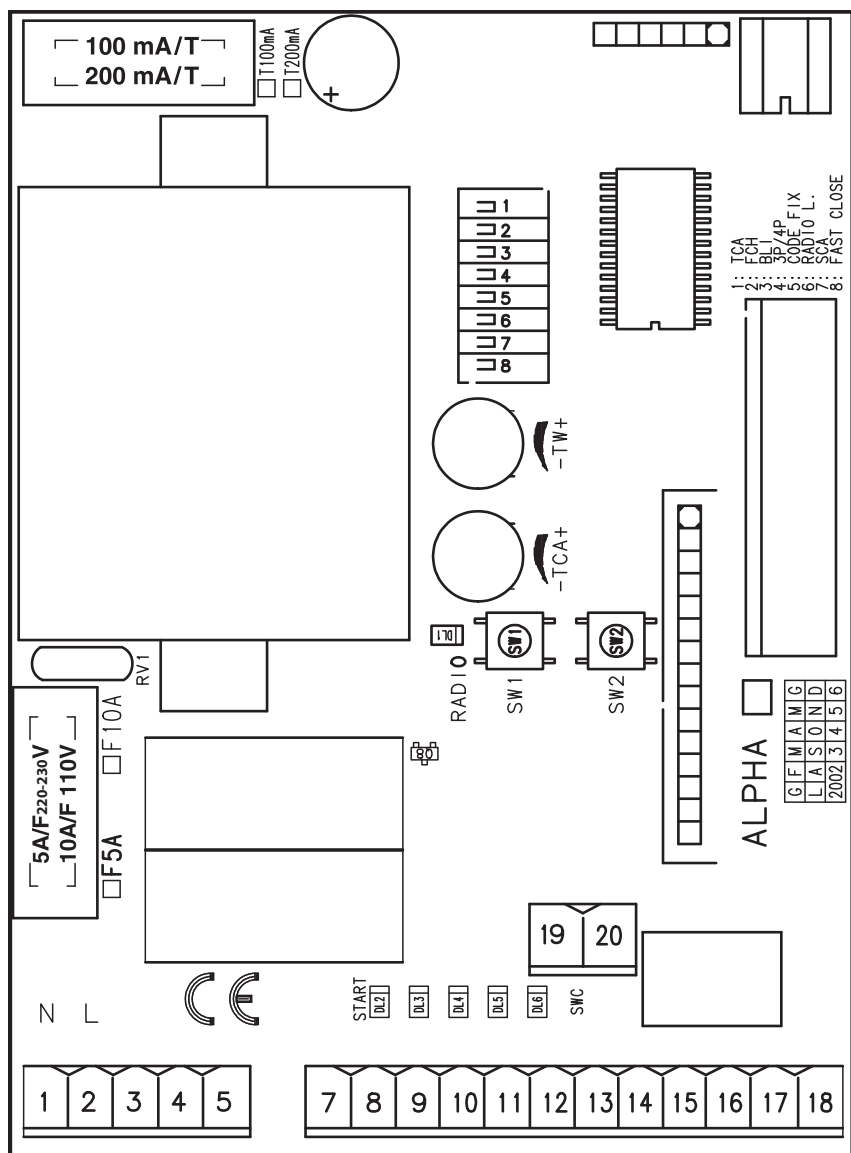 100 mA/T
200 mA/T
T100mA
T200mA
+
1
2
3
4
5
6
7
8
1: TCA
2: FCH
3: BLI
4: 3P/4P
5: CODE FIX
6: RADIO L.
7: SCA
8: FAST CLOSE
-TW+
-TCA+
DL1
RADIO
SW1
SW1
SW2
SW2
RV1
5A/F 220-230V
10A/F 110V
F10A
F5A
ALPHA
G F M A M G
L A S O N D
2002 3 4 5 6
19 20
N L
CE
START
DL2
DL3
DL4
DL5
DL6
SWC
1 2 3 4 5
7 8 9 10 11 12 13 14 15 16 17 18